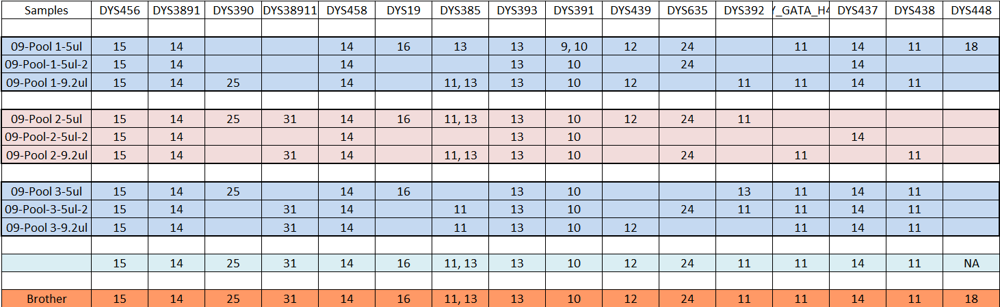 Samples DYS456 DYS3891 DYS390 DYS38911 DYS458 DYS19 DYS385 DYS393 DYS391 DYS439 DYS635 DYS392 Y_GATA_H4 DYS437 DYS438 DYS448
09-Pool 1-5ul 15 14 14 16 13 13 9, 10 12 24 11 14 11 18
09-Pool-1-5ul-2 15 14 14 13 10 24 14
09-Pool 1-9.2ul 15 14 25 14 11, 13 13 10 12 11 11 14 11
09-Pool 2-5ul 15 14 25 31 14 16 11, 13 13 10 12 24 11
09-Pool-2-5ul-2 15 14 14 13 10 14
09-Pool 2-9.2ul 15 14 31 14 11, 13 13 10 24 11 11
09-Pool 3-5ul 15 14 25 14 16 13 10 13 11 14 11
09-Pool-3-5ul-2 15 14 31 14 11 13 10 24 11 11 14 11
09-Pool 3-9.2ul 15 14 31 14 11 13 10 12 11 14 11
15 14 25 31 14 16 11, 13 13 10 12 24 11 11 14 11 NA
Brother 15 14 25 31 14 16 11, 13 13 10 12 24 11 11 14 11 18